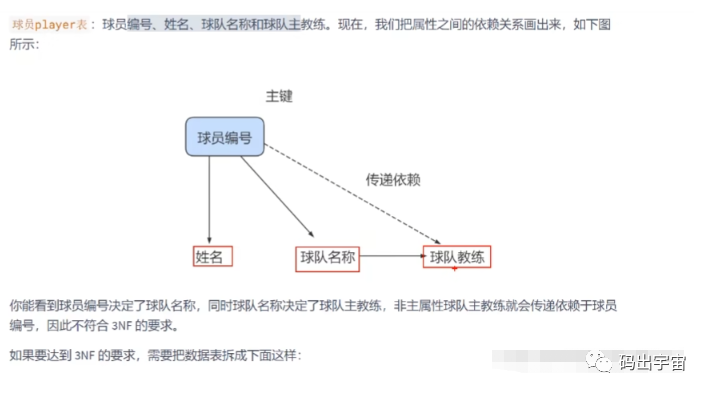 球员player表：球员编号、姓名、球队名称和球队主教练。现在，我们把属性之间的依赖关系画出来，如下图
所示：
主键
球员编号
传递依赖
姓名
球队名称
球队教练
你能看到球员编号决定了球队名称，同时球队名称决定了球队主教练，非主属性球队主教练就会传递依赖于球员
编号，因此不符合 3NF 的要求。
如果要达到 3NF 的要求，需要把数据表拆成下面这样：
码出宇宙